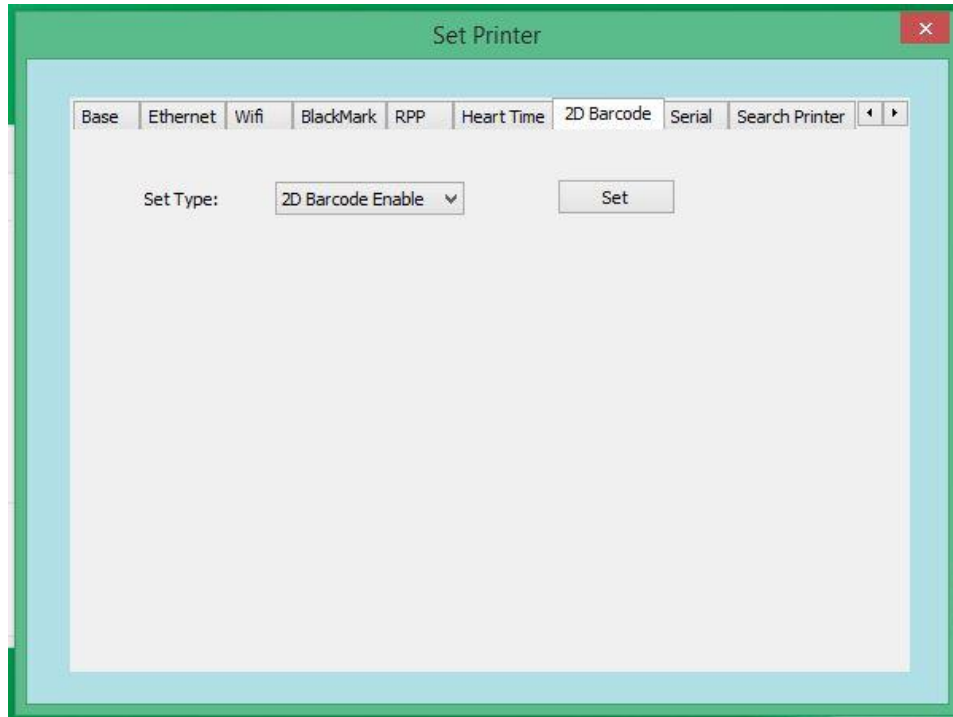 Set Printer
Base Ethernet Wifi BlackMark RPP Heart Time 2D Barcode Serial Search Printer
Set Type: 2D Barcode Enable Set